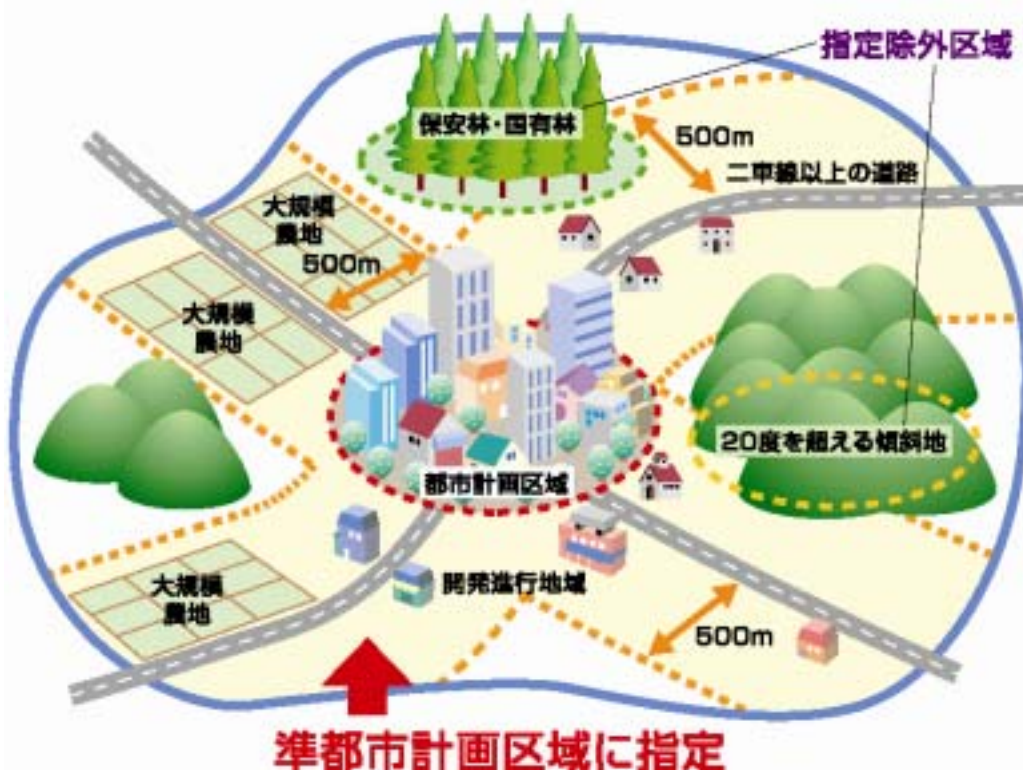 指定除外区域
保安林・国有林
500m
二車線以上の道路
大規模
農地
500m
大規模
農地
20度を超える傾斜地
都市計画区域
大規模
農地
開発進行地域
500m
準都市計画区域に指定